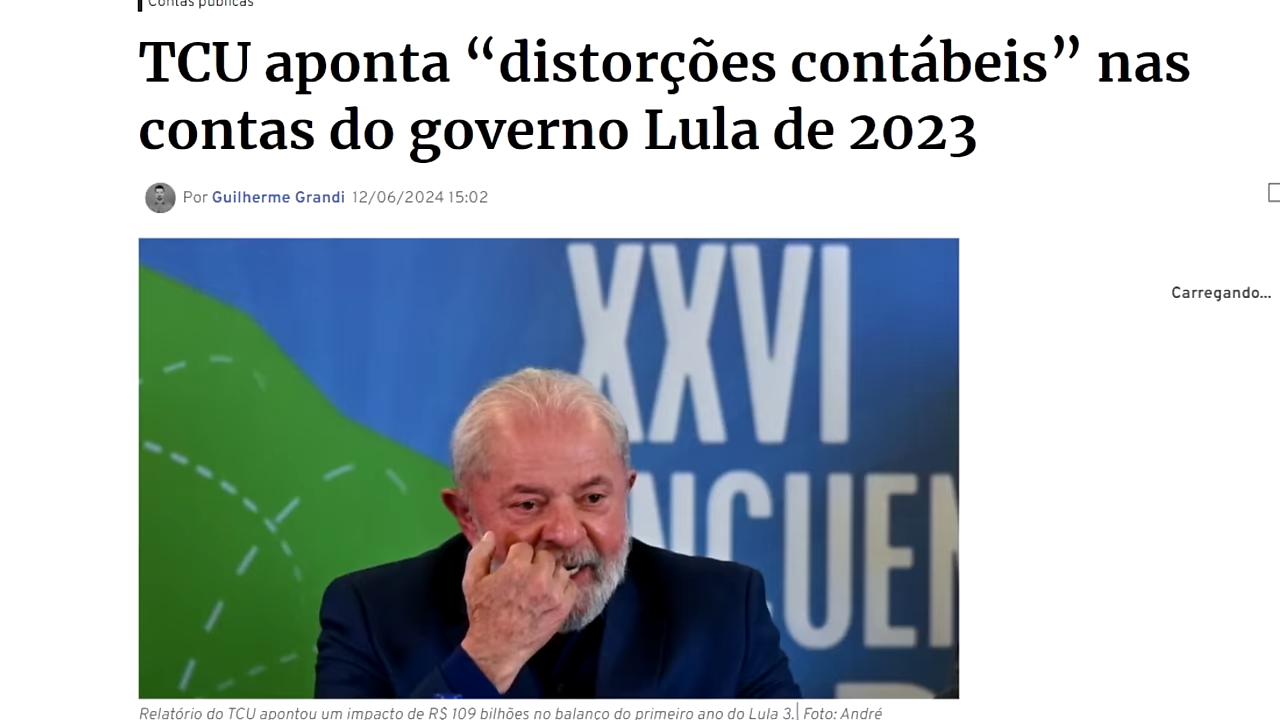 Contas públicas
TCU aponta “distorções contábeis” nas
contas do governo Lula de 2023
Por Guilherme Grandi 12/06/2024 15:02
Carregando...
XXVI
NCUEN
Relatório do TCU apontou um impacto de R$ 109 bilhões no balanço do primeiro ano do Lula 3.| Foto: André